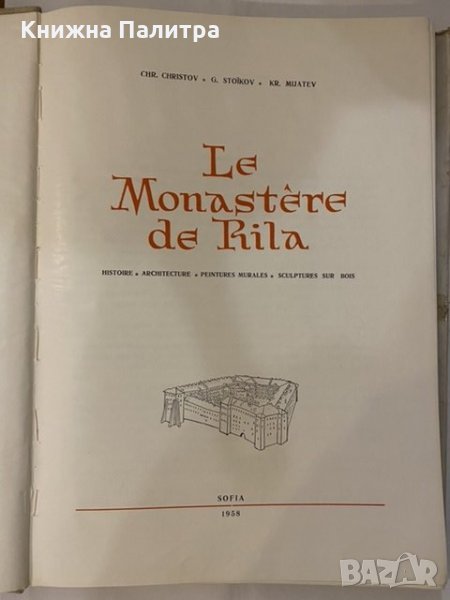 Книжна Палитра
CHR. CHRISTOV • G. STOÏKOV • KR. MIJATEV
Le
Monastère
de Rila
HISTOIRE • ARCHITECTURE • PEINTURES MURALES • SCULPTURES SUR BOIS
SOFIA
1958
BAZAR